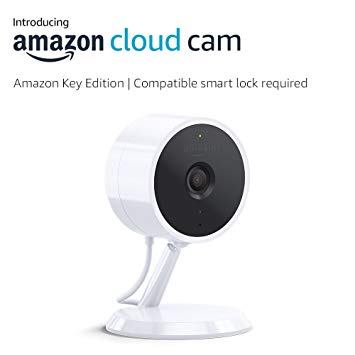 Introducing
amazon cloud cam
Amazon Key Edition | Compatible smart lock required